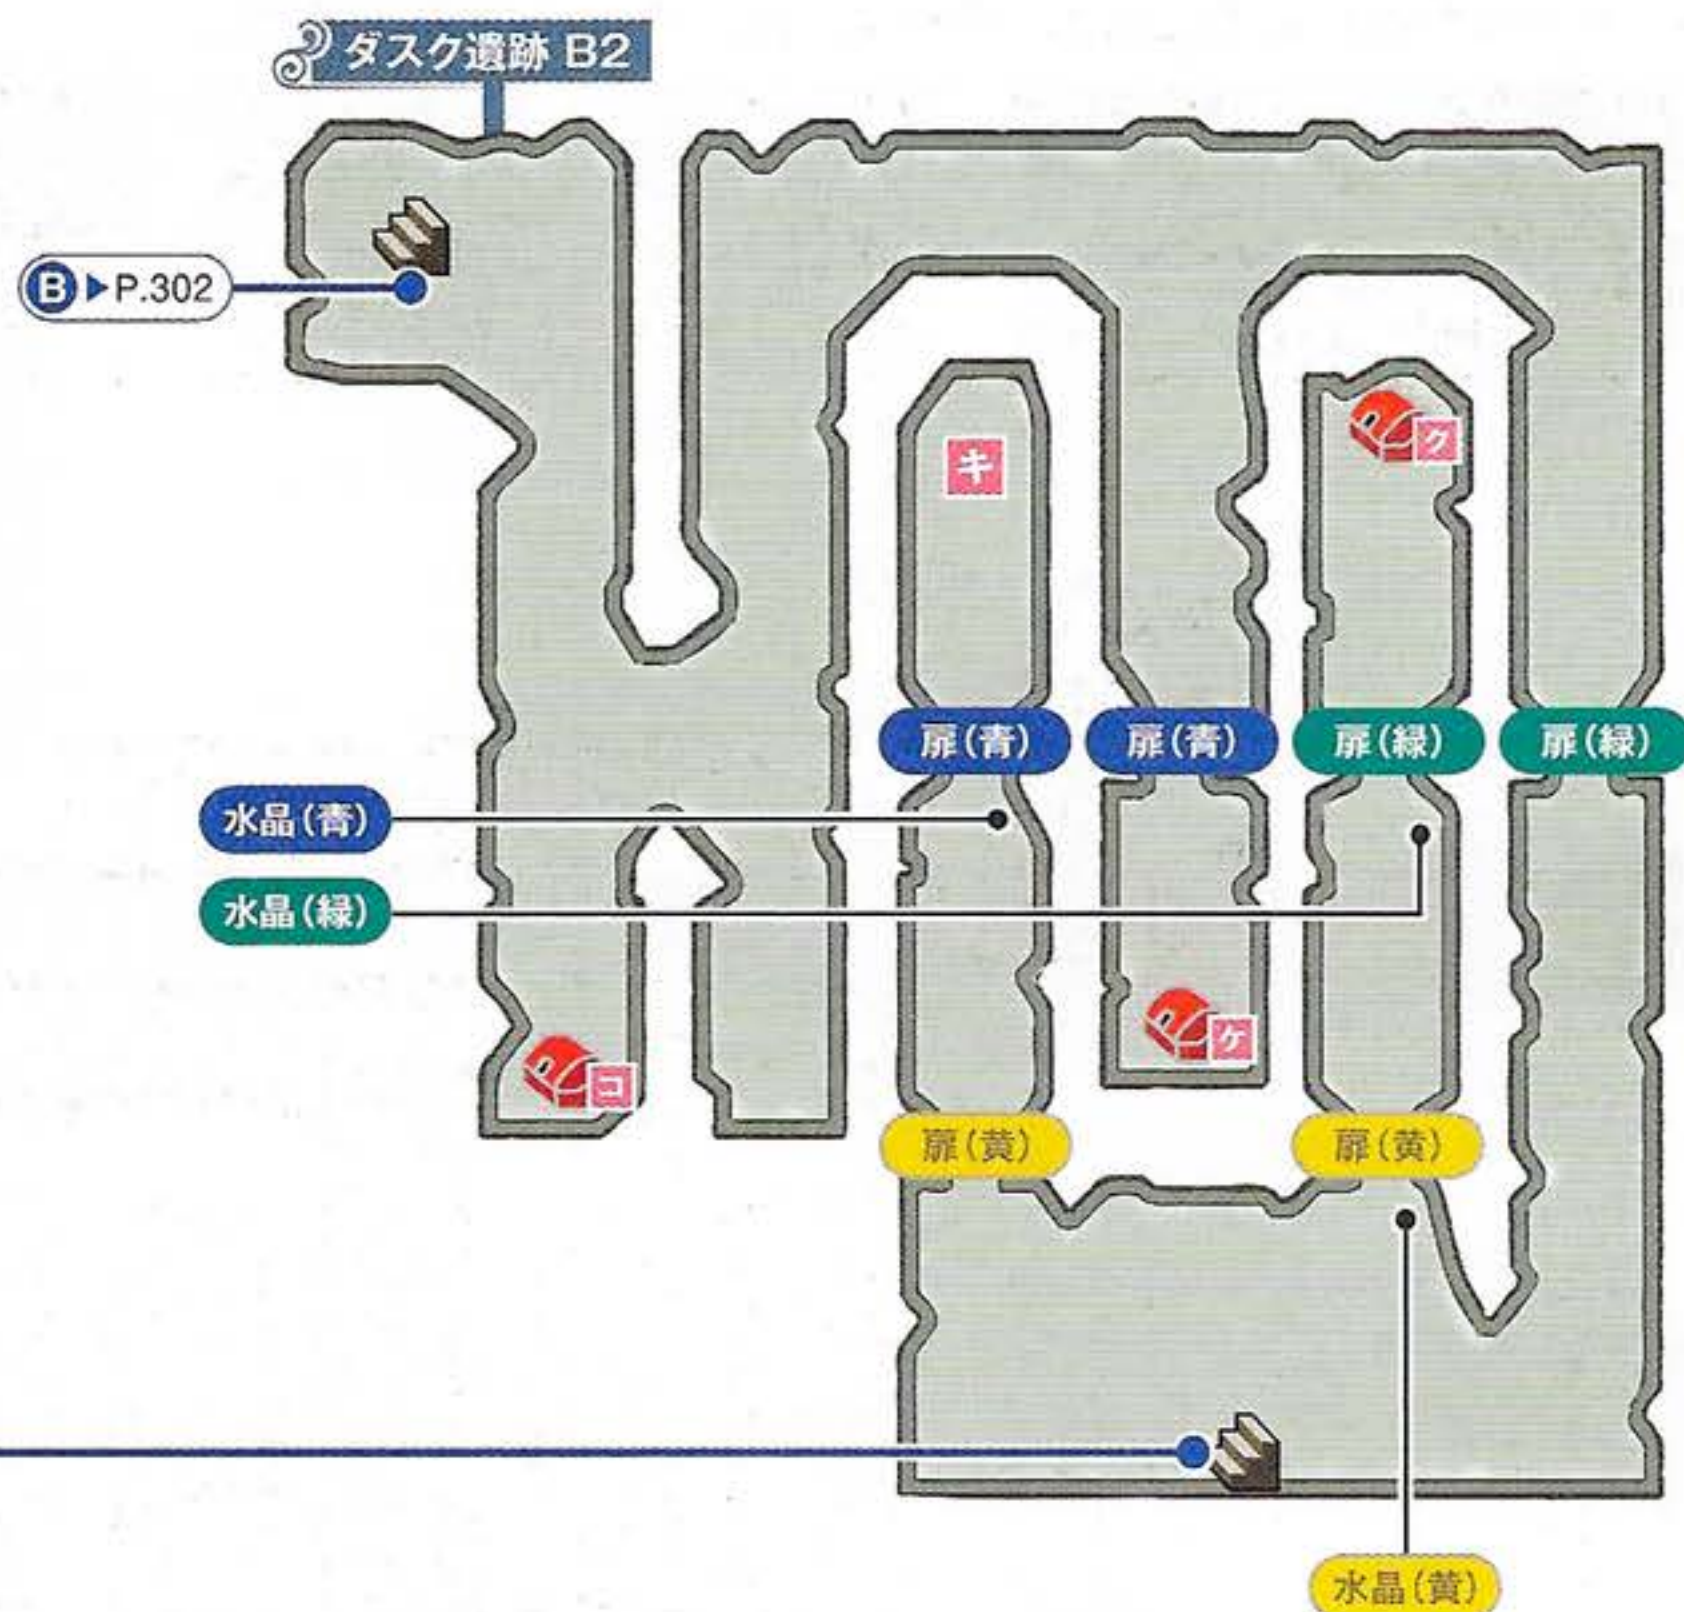 ダスク遺跡 B2
B ▶P.302
キ
ク
扉(青)
扉(青)
扉(緑)
扉(緑)
水晶(青)
水晶(緑)
ケ
コ
扉(黄)
扉(黄)
水晶(黄)